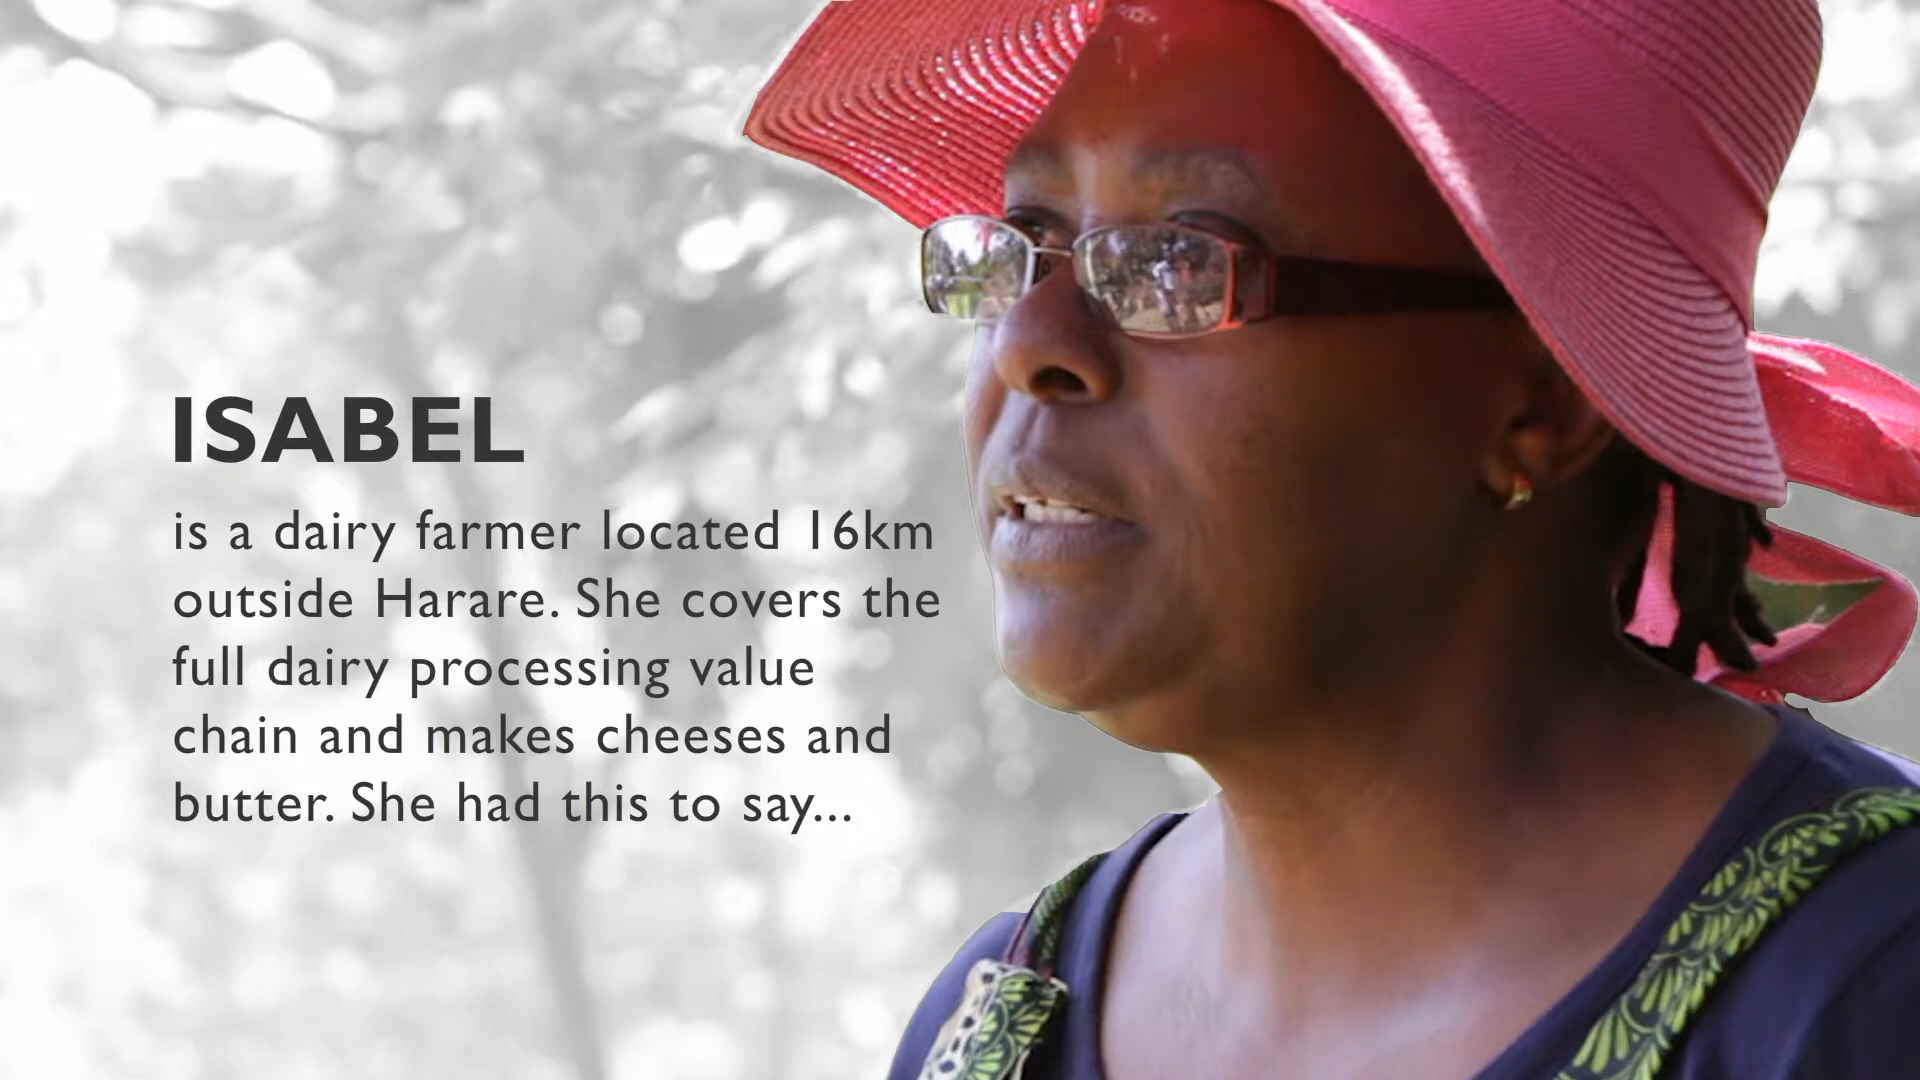 ISABEL
is a dairy farmer located 16km
outside Harare. She covers the
full dairy processing value
chain and makes cheeses and
butter. She had this to say...